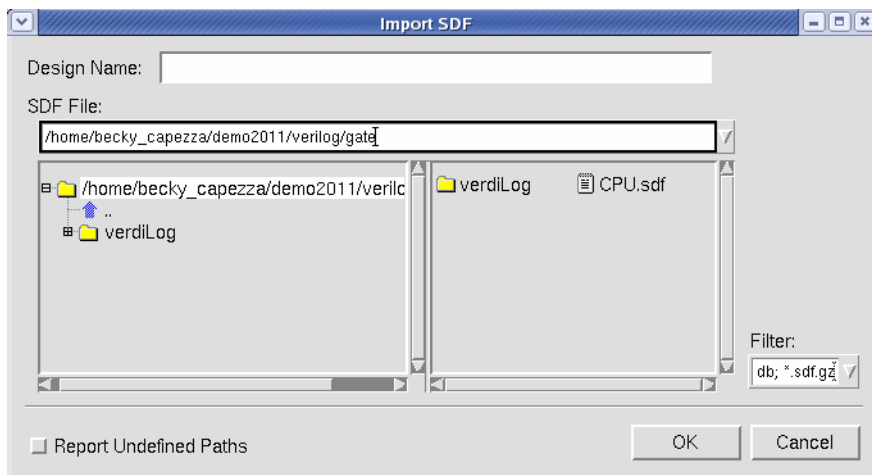 Import SDF
Design Name:
SDF File:
/home/becky_capezza/demo2011/verilog/gate
/home/becky_capezza/demo2011/verilc
..
verdiLog
verdiLog
CPU.sdf
Filter:
db; *.sdf.gz
Report Undefined Paths
OK
Cancel